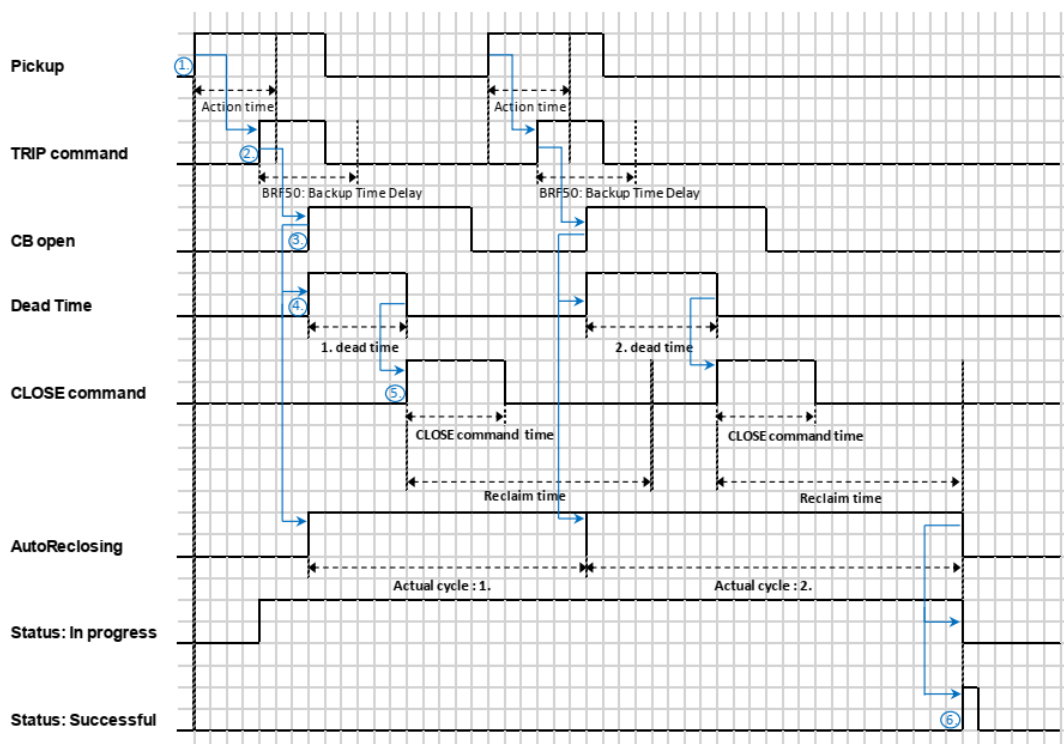 Pickup
1.
Action time
Action time
TRIP command
2.
BRF50: Backup Time Delay
BRF50: Backup Time Delay
CB open
3.
Dead Time
4.
1. dead time
2. dead time
CLOSE command
5.
CLOSE command time
CLOSE command time
Reclaim time
Reclaim time
AutoReclosing
Actual cycle : 1.
Actual cycle : 2.
Status: In progress
Status: Successful
6.